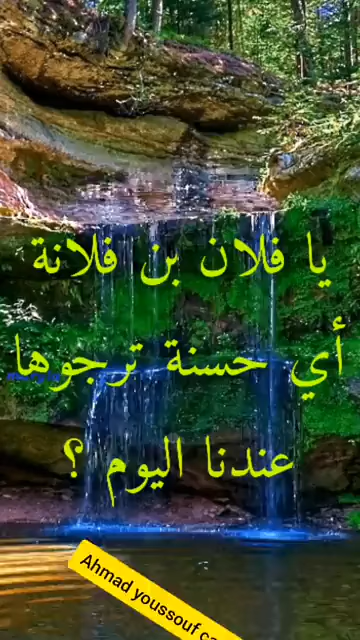 يا فلان بن فلانة
أي حسنة ترجوها
عندنا اليوم ؟
Ahmad youssouf